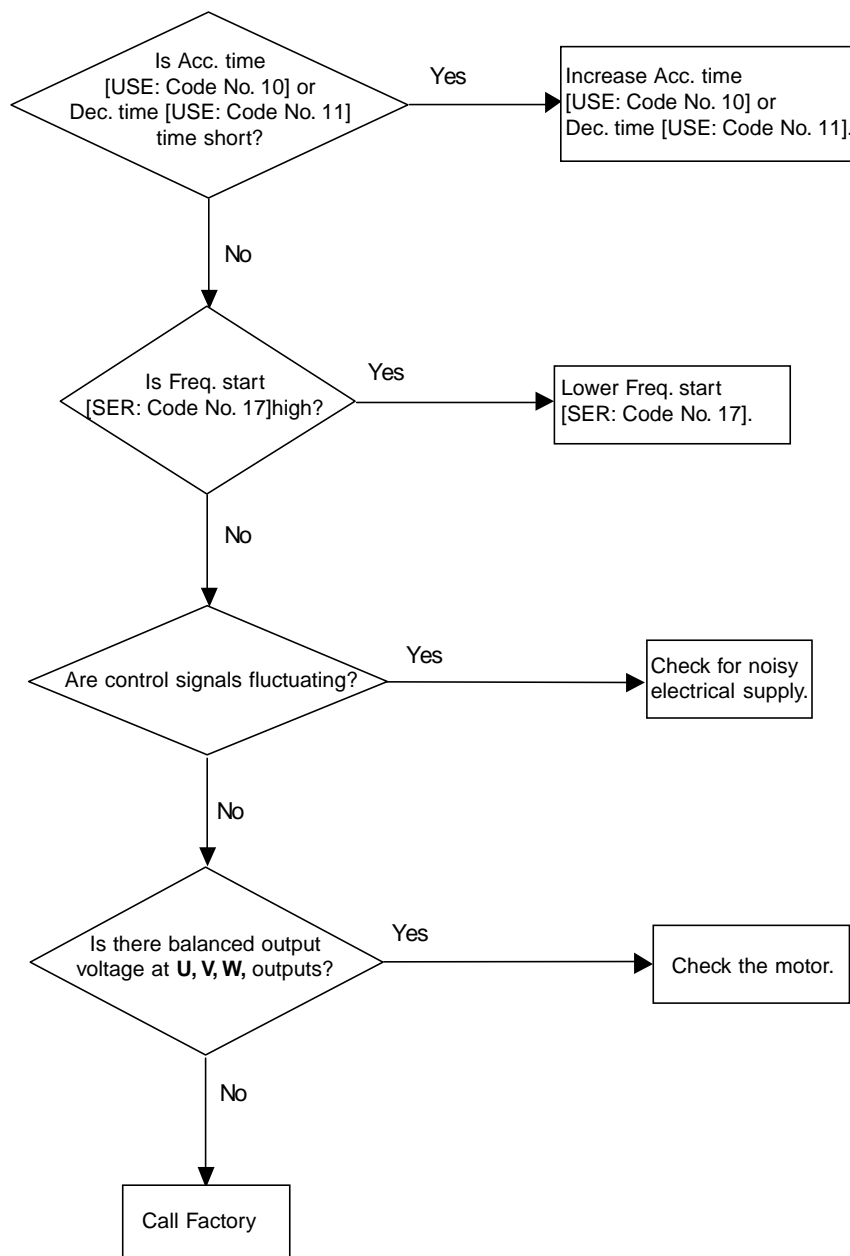 Is Acc. time
[USE: Code No. 10] or
Dec. time [USE: Code No. 11]
time short?
Yes
Increase Acc. time
[USE: Code No. 10] or
Dec. time [USE: Code No. 11].
No
Is Freq. start
[SER: Code No. 17]high?
Yes
Lower Freq. start
[SER: Code No. 17].
No
Are control signals fluctuating?
Yes
Check for noisy
electrical supply.
No
Is there balanced output
voltage at U, V, W, outputs?
Yes
Check the motor.
No
Call Factory